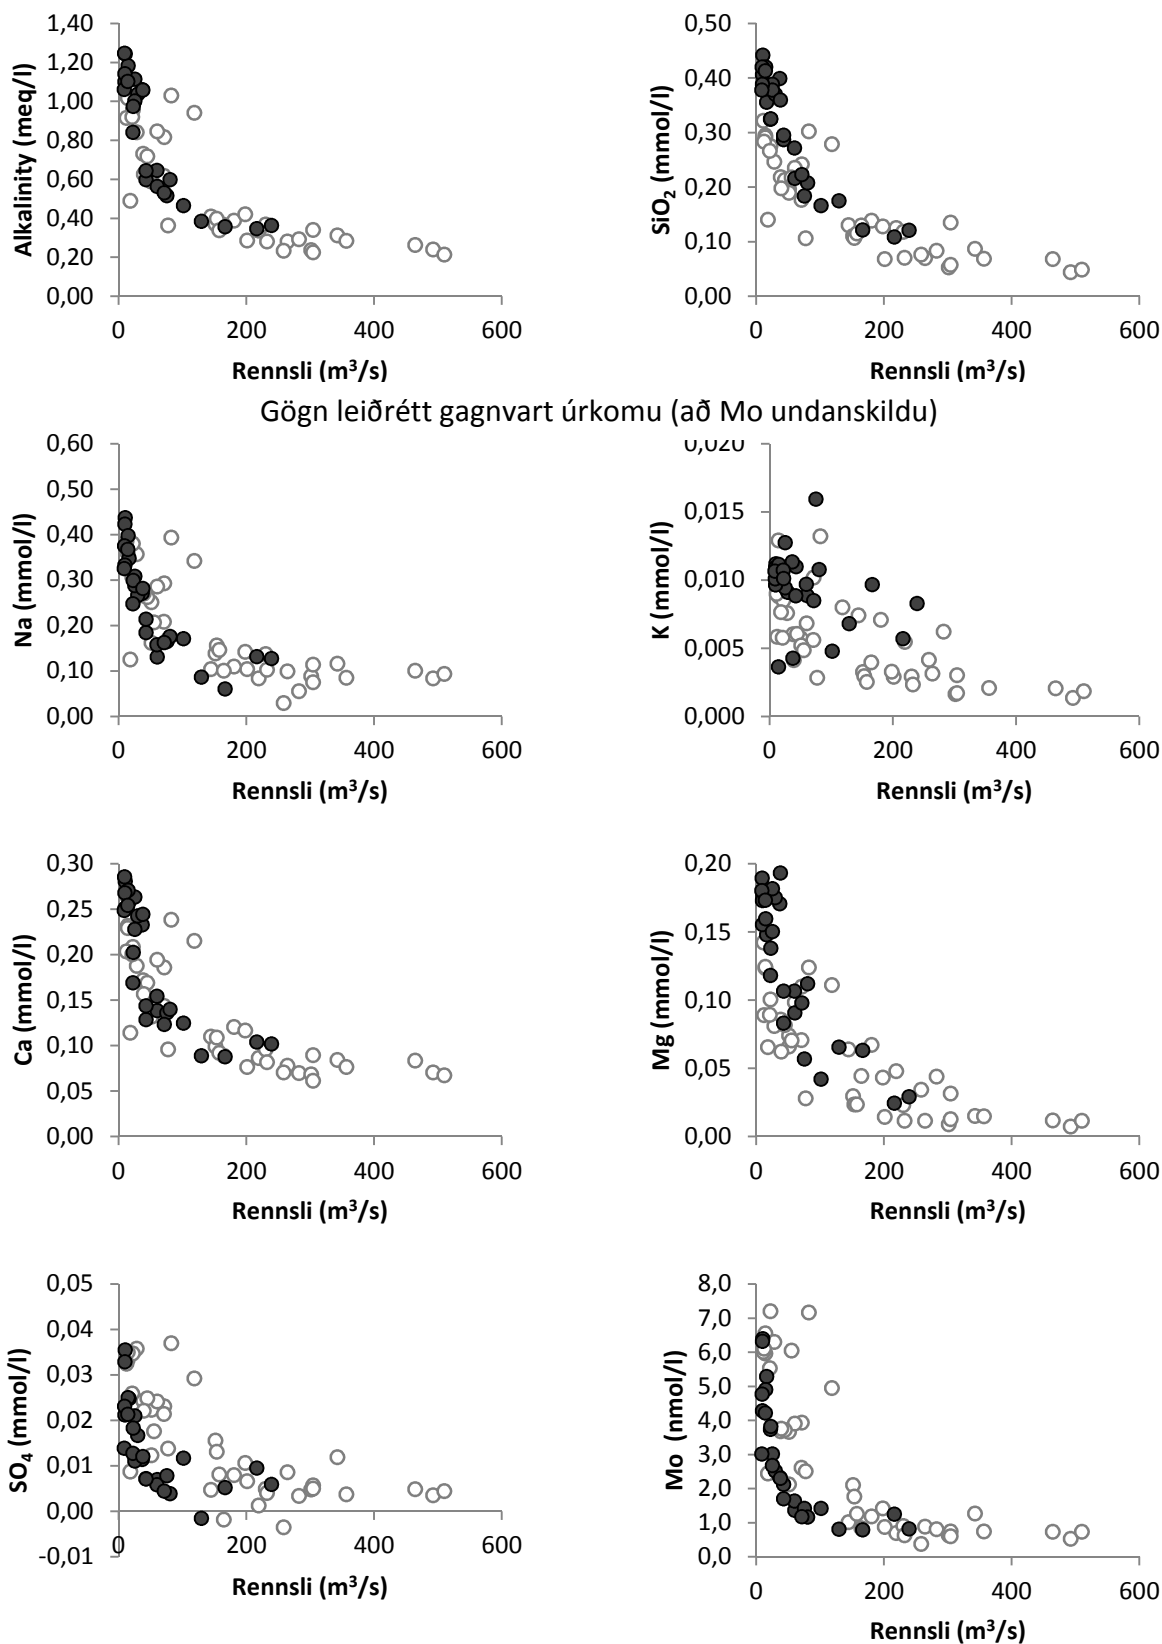 1,40
1,20
1,00
0,80
0,60
0,40
0,20
0,00
Alkalinity (meq/l)
0 200 400 600
Rennsli (m³/s)
0,50
0,40
0,30
0,20
0,10
0,00
SiO₂ (mmol/l)
0 200 400 600
Rennsli (m³/s)
Gögn leiðrétt gagnvart úrkomu (að Mo undanskildu)
0,60
0,50
0,40
0,30
0,20
0,10
0,00
Na (mmol/l)
0 200 400 600
Rennsli (m³/s)
0,020
0,015
0,010
0,005
0,000
K (mmol/l)
0 200 400 600
Rennsli (m³/s)
0,30
0,25
0,20
0,15
0,10
0,05
0,00
Ca (mmol/l)
0 200 400 600
Rennsli (m³/s)
0,20
0,15
0,10
0,05
0,00
Mg (mmol/l)
0 200 400 600
Rennsli (m³/s)
0,05
0,04
0,03
0,02
0,01
0,00
-0,01
SO₄ (mmol/l)
0 200 400 600
Rennsli (m³/s)
8,0
7,0
6,0
5,0
4,0
3,0
2,0
1,0
0,0
Mo (nmol/l)
0 200 400 600
Rennsli (m³/s)